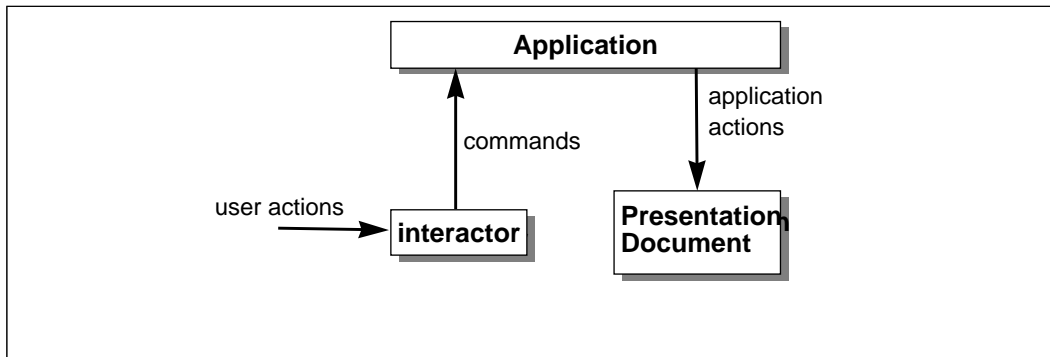 Application
application
actions
commands
user actions
interactor
Presentation
Document